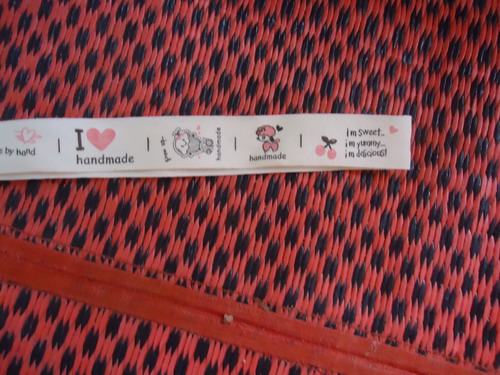 by hand
I
handmade
handmade
handmade
i'm sweet...
i'm yummy...
i'm delicious!